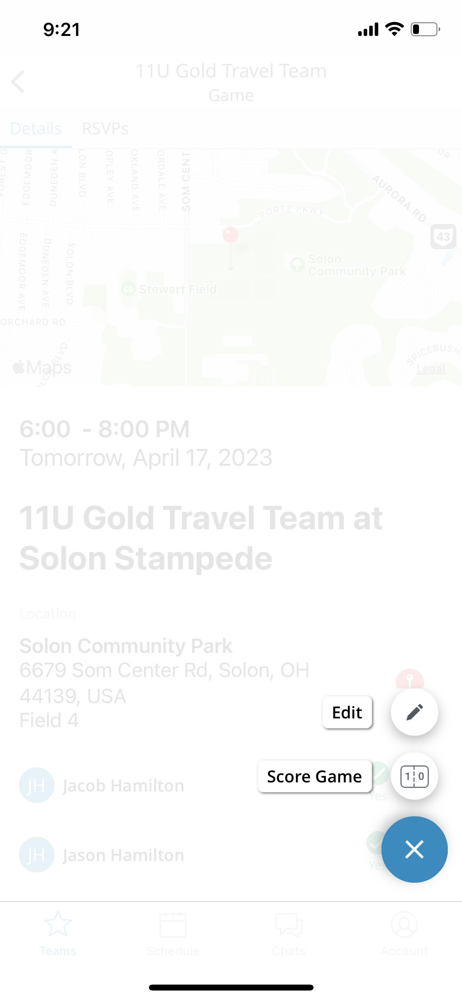 9:21
11U Gold Travel Team
Game
Details
RSVPs
EDGEMOOR
DUNEDEN A
LON BLVD
OPLEY AVE
OKLAND AVE
ORDALE AVE
SOM CENT
DR
AURORA RD
PORTZ PKWY
43
EDGEMOOR AVE
DUNEDEN AVE
SOLON BLVD
Solon
Community Park
Stewart Field
ORCHARD RD
OLON BLVD
SPICEBUSH
Maps
Legal
6:00 - 8:00 PM
Tomorrow, April 17, 2023
11U Gold Travel Team at
Solon Stampede
Location
Solon Community Park
6679 Som Center Rd, Solon, OH
44139, USA
Field 4
Edit
Score Game
1 0
JH Jacob Hamilton
Yes
JH Jason Hamilton
Yes
Teams
Schedule
Chats
Account